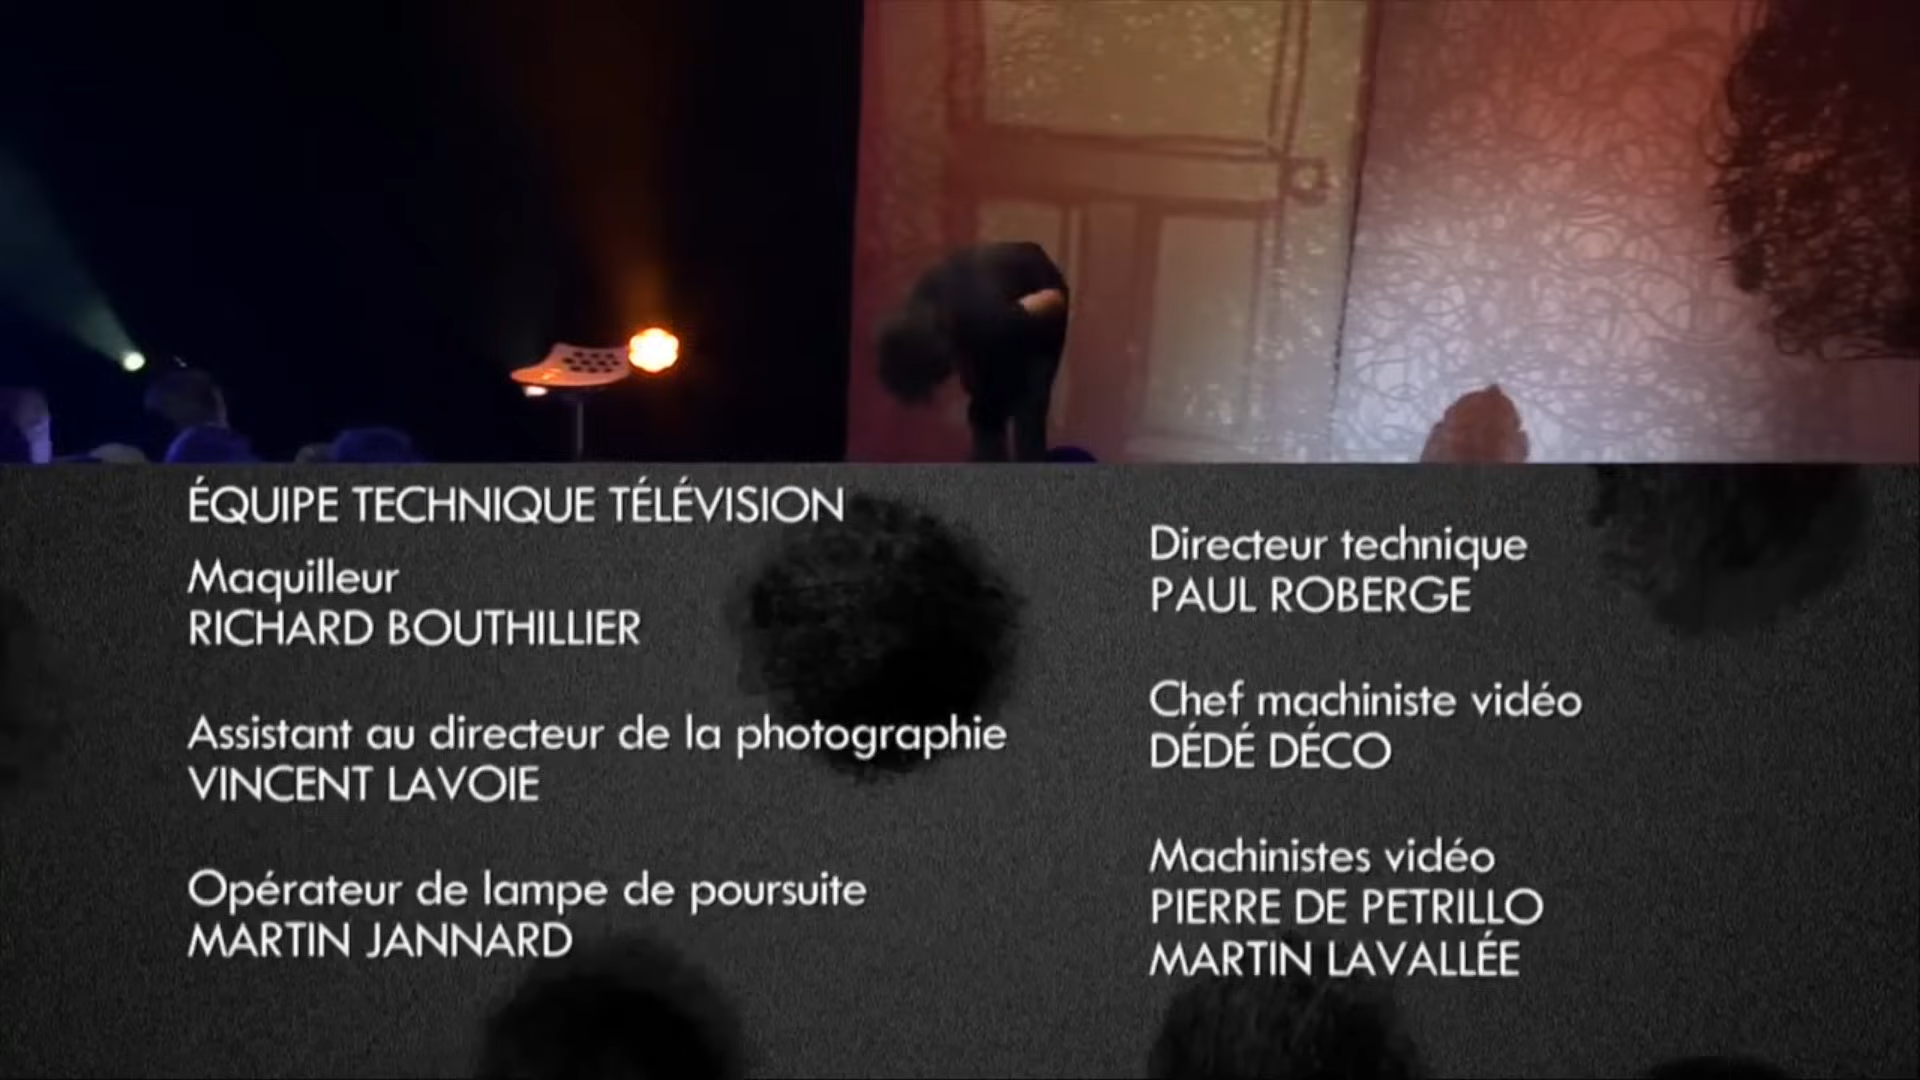 ÉQUIPE TECHNIQUE TÉLÉVISION
Maquilleur
RICHARD BOUTHILLIER
Assistant au directeur de la photographie
VINCENT LAVOIE
Opérateur de lampe de poursuite
MARTIN JANNARD
Directeur technique
PAUL ROBERGE
Chef machiniste vidéo
DÉDÉ DÉCO
Machinistes vidéo
PIERRE DE PETRILLO
MARTIN LAVALLÉE